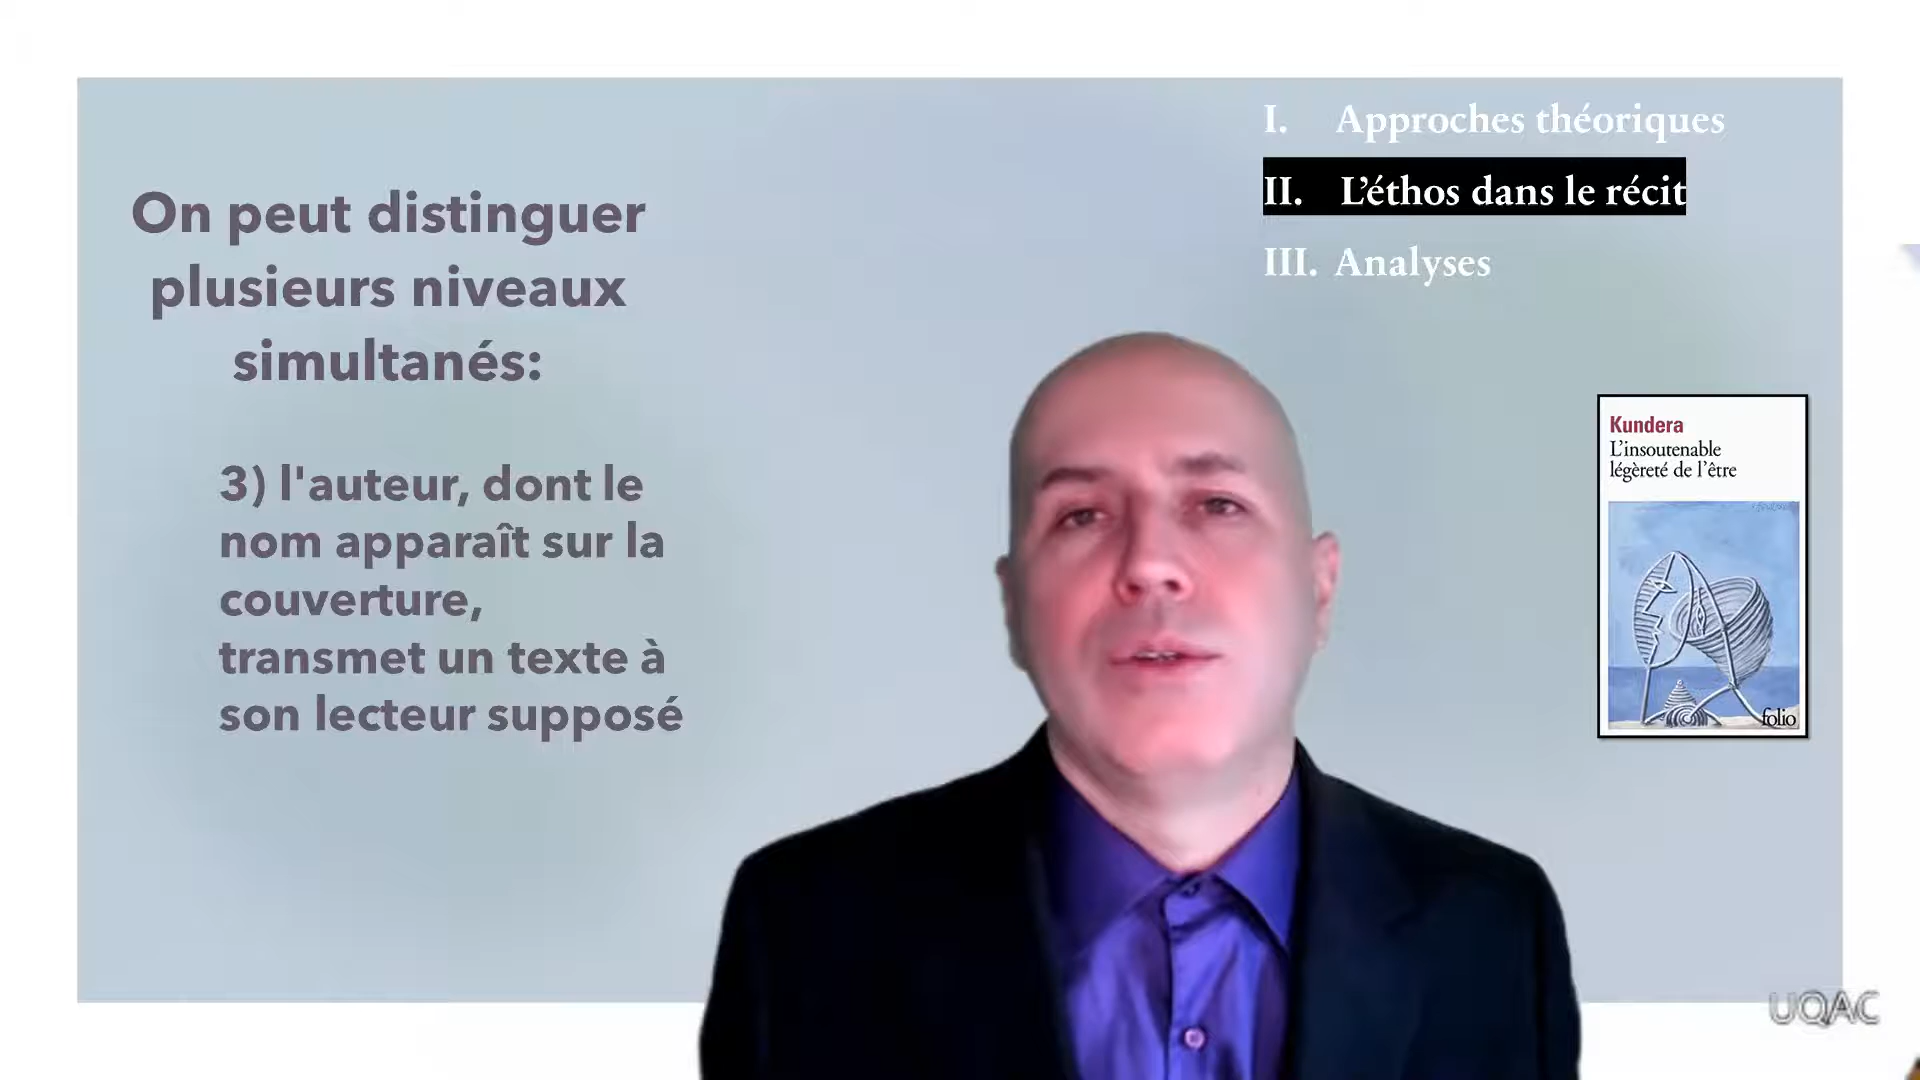 On peut distinguer
plusieurs niveaux
simultanés:
3) l'auteur, dont le
nom apparaît sur la
couverture,
transmet un texte à
son lecteur supposé
I. Approches théoriques
II. L’éthos dans le récit
III. Analyses
Kundera
L’insoutenable
légèreté de l’être
folio
UQAC